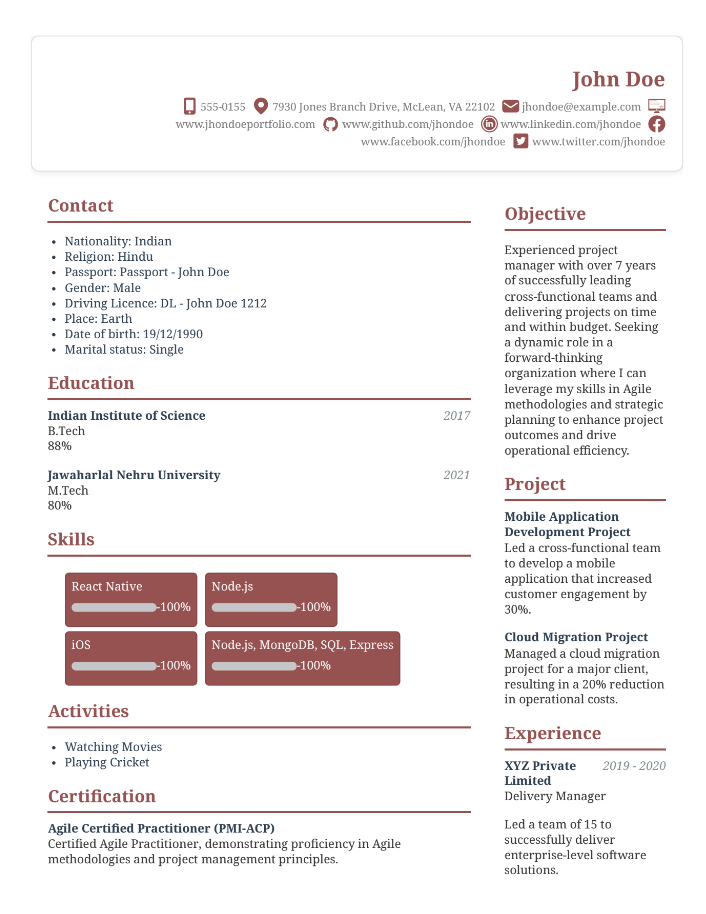 John Doe
555-0155 7930 Jones Branch Drive, McLean, VA 22102 jhondoe@example.com
www.jhondoeportfolio.com www.github.com/jhondoe www.linkedin.com/jhondoe
www.facebook.com/jhondoe www.twitter.com/jhondoe
Contact
• Nationality: Indian
• Religion: Hindu
• Passport: Passport - John Doe
• Gender: Male
• Driving Licence: DL - John Doe 1212
• Place: Earth
• Date of birth: 19/12/1990
• Marital status: Single
Education
Indian Institute of Science 2017
B.Tech
88%
Jawaharlal Nehru University 2021
M.Tech
80%
Skills
React Native
-100%
Node.js
-100%
iOS
-100%
Node.js, MongoDB, SQL, Express
-100%
Activities
• Watching Movies
• Playing Cricket
Certification
Agile Certified Practitioner (PMI-ACP)
Certified Agile Practitioner, demonstrating proficiency in Agile
methodologies and project management principles.
Objective
Experienced project
manager with over 7 years
of successfully leading
cross-functional teams and
delivering projects on time
and within budget. Seeking
a dynamic role in a
forward-thinking
organization where I can
leverage my skills in Agile
methodologies and strategic
planning to enhance project
outcomes and drive
operational efficiency.
Project
Mobile Application
Development Project
Led a cross-functional team
to develop a mobile
application that increased
customer engagement by
30%.
Cloud Migration Project
Managed a cloud migration
project for a major client,
resulting in a 20% reduction
in operational costs.
Experience
XYZ Private 2019 - 2020
Limited
Delivery Manager
Led a team of 15 to
successfully deliver
enterprise-level software
solutions.